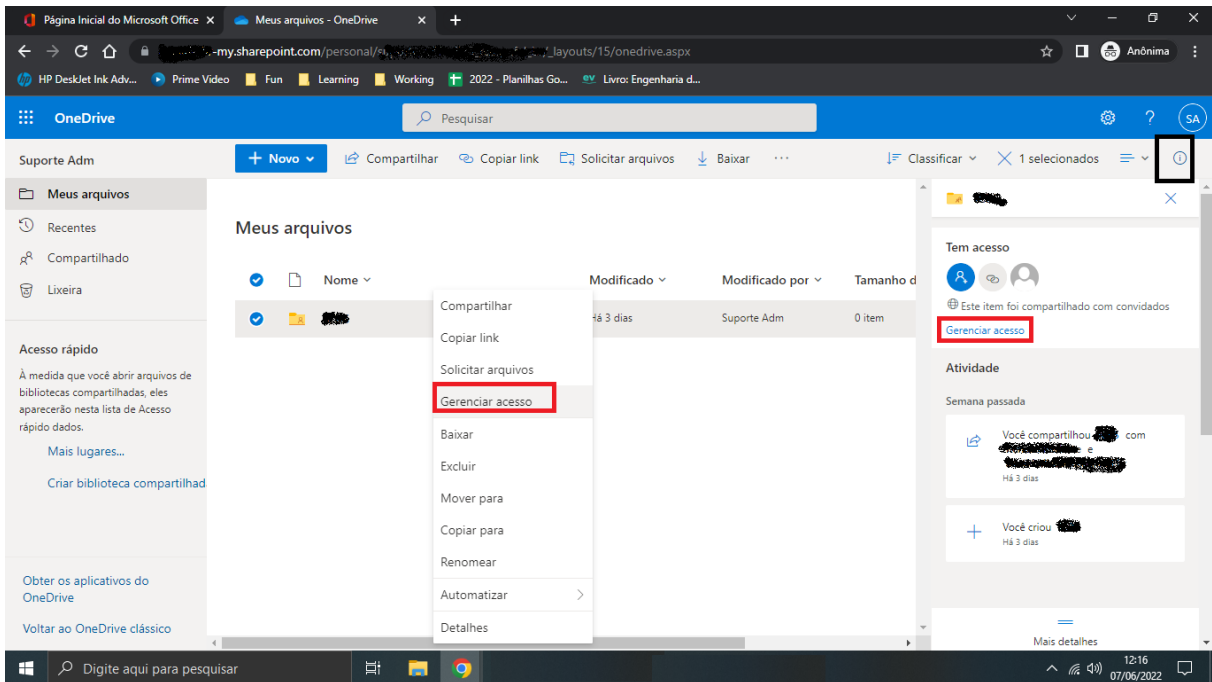 Página Inicial do Microsoft Office
Meus arquivos - OneDrive
-my.sharepoint.com/personal/
_layouts/15/onedrive.aspx
Anônima
HP DeskJet Ink Adv...
Prime Video
Fun
Learning
Working
2022 - Planilhas Go...
Livro: Engenharia d...
OneDrive
Pesquisar
SA
Suporte Adm
Novo
Compartilhar
Copiar link
Solicitar arquivos
Baixar
...
Classificar
1 selecionados
Meus arquivos
Recentes
Compartilhado
Lixeira
Acesso rápido
À medida que você abrir arquivos de
bibliotecas compartilhadas, eles
aparecerão nesta lista de Acesso
rápido dados.
Mais lugares...
Criar biblioteca compartilhad
Obter os aplicativos do
OneDrive
Voltar ao OneDrive clássico
Meus arquivos
Nome
Modificado
Modificado por
Tamanho d
Há 3 dias
Suporte Adm
0 item
Compartilhar
Copiar link
Solicitar arquivos
Gerenciar acesso
Baixar
Excluir
Mover para
Copiar para
Renomear
Automatizar
Detalhes
Tem acesso
Este item foi compartilhado com convidados
Gerenciar acesso
Atividade
Semana passada
Você compartilhou com
e
Há 3 dias
Você criou
Há 3 dias
Mais detalhes
Digite aqui para pesquisar
12:16
07/06/2022